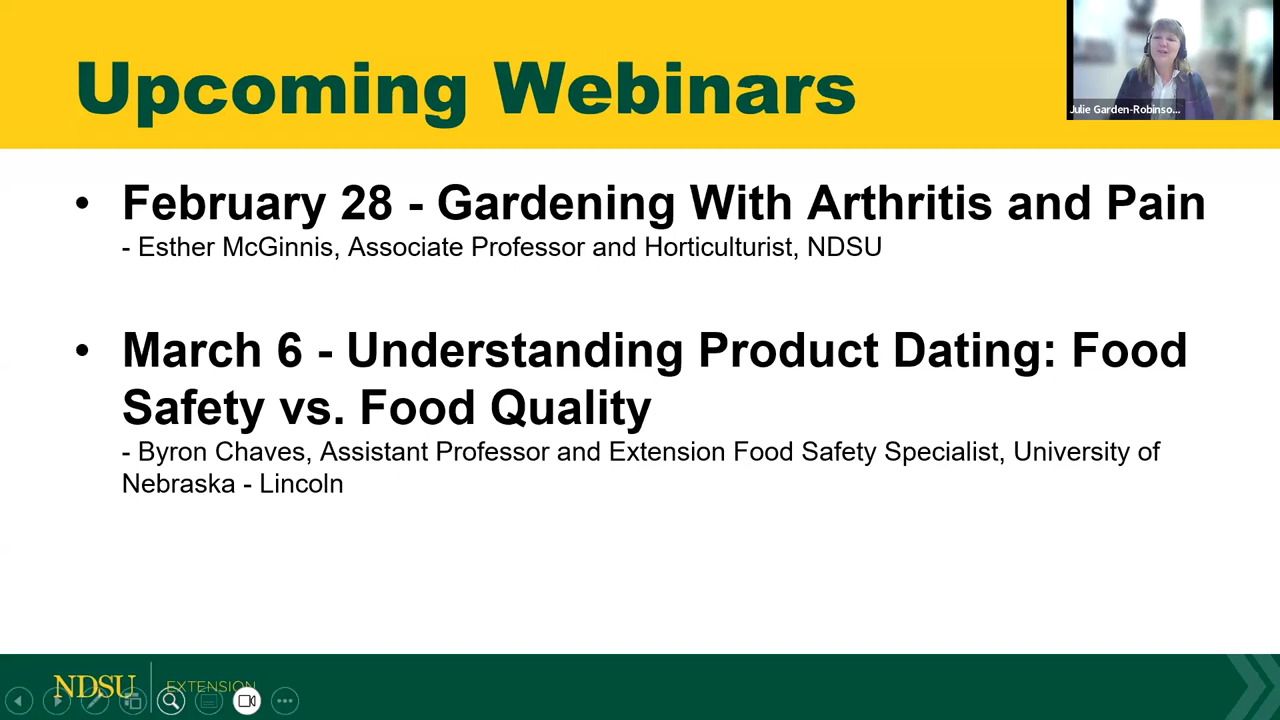 Upcoming Webinars
Julie Garden-Robinso...
• February 28 - Gardening With Arthritis and Pain
- Esther McGinnis, Associate Professor and Horticulturist, NDSU
• March 6 - Understanding Product Dating: Food
Safety vs. Food Quality
- Byron Chaves, Assistant Professor and Extension Food Safety Specialist, University of
Nebraska - Lincoln
NDSU EXTENSION